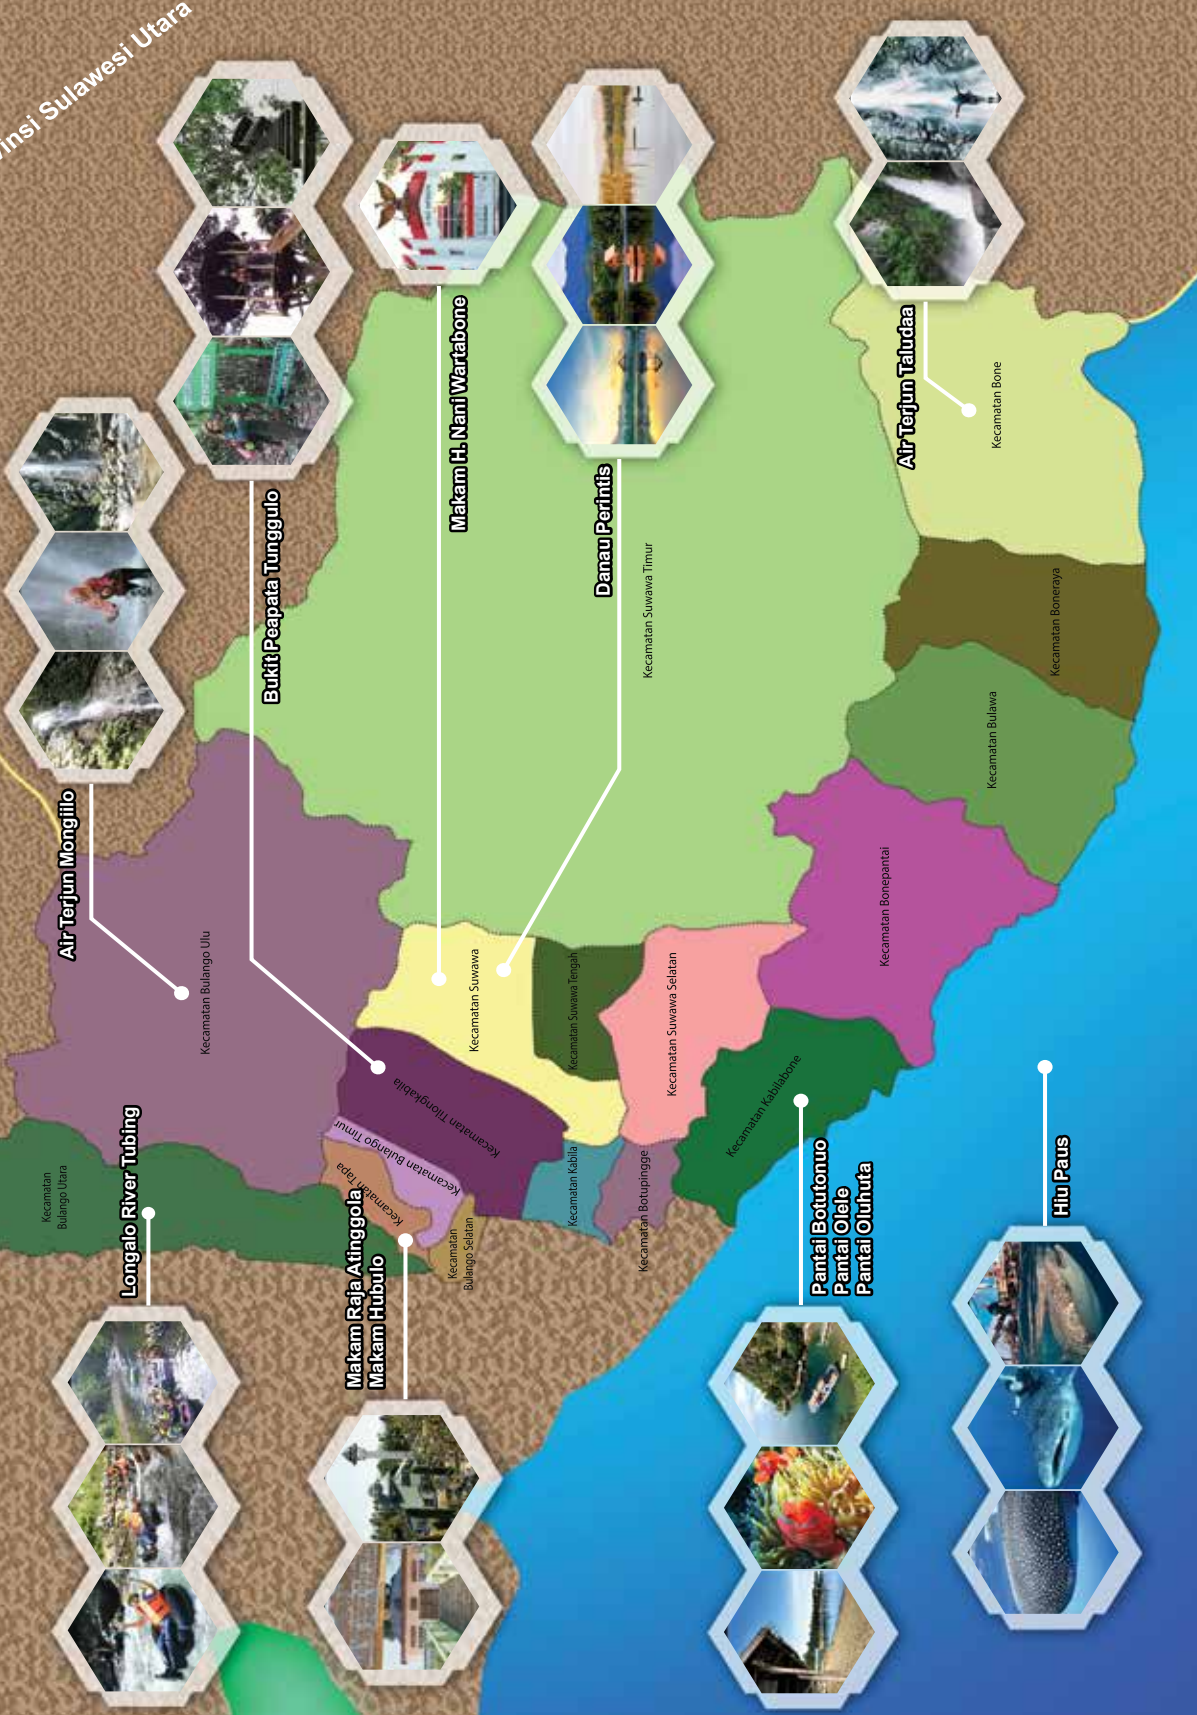 insi Sulawesi Utara
Air Terjun Mongiilo
Bukit Peapata Tunggulo
Makam H. Nani Wartabone
Danau Perintis
Air Terjun Taludaa
Longalo River Tubing
Makam Raja Atinggola
Makam Hubulo
Pantai Botutonuo
Pantai Olele
Pantai Oluhuta
Hiu Paus
Kecamatan
Bulango Utara
Kecamatan Bulango Ulu
Kecamatan Tapa
Kecamatan Bulango Timur
Kecamatan
Bulango Selatan
Kecamatan Tilongkabila
Kecamatan Suwawa
Kecamatan Suwawa Tengah
Kecamatan Kabila
Kecamatan Botupingge
Kecamatan Suwawa Selatan
Kecamatan Kabilabone
Kecamatan Suwawa Timur
Kecamatan Bonepantai
Kecamatan Bulawa
Kecamatan Boneraya
Kecamatan Bone